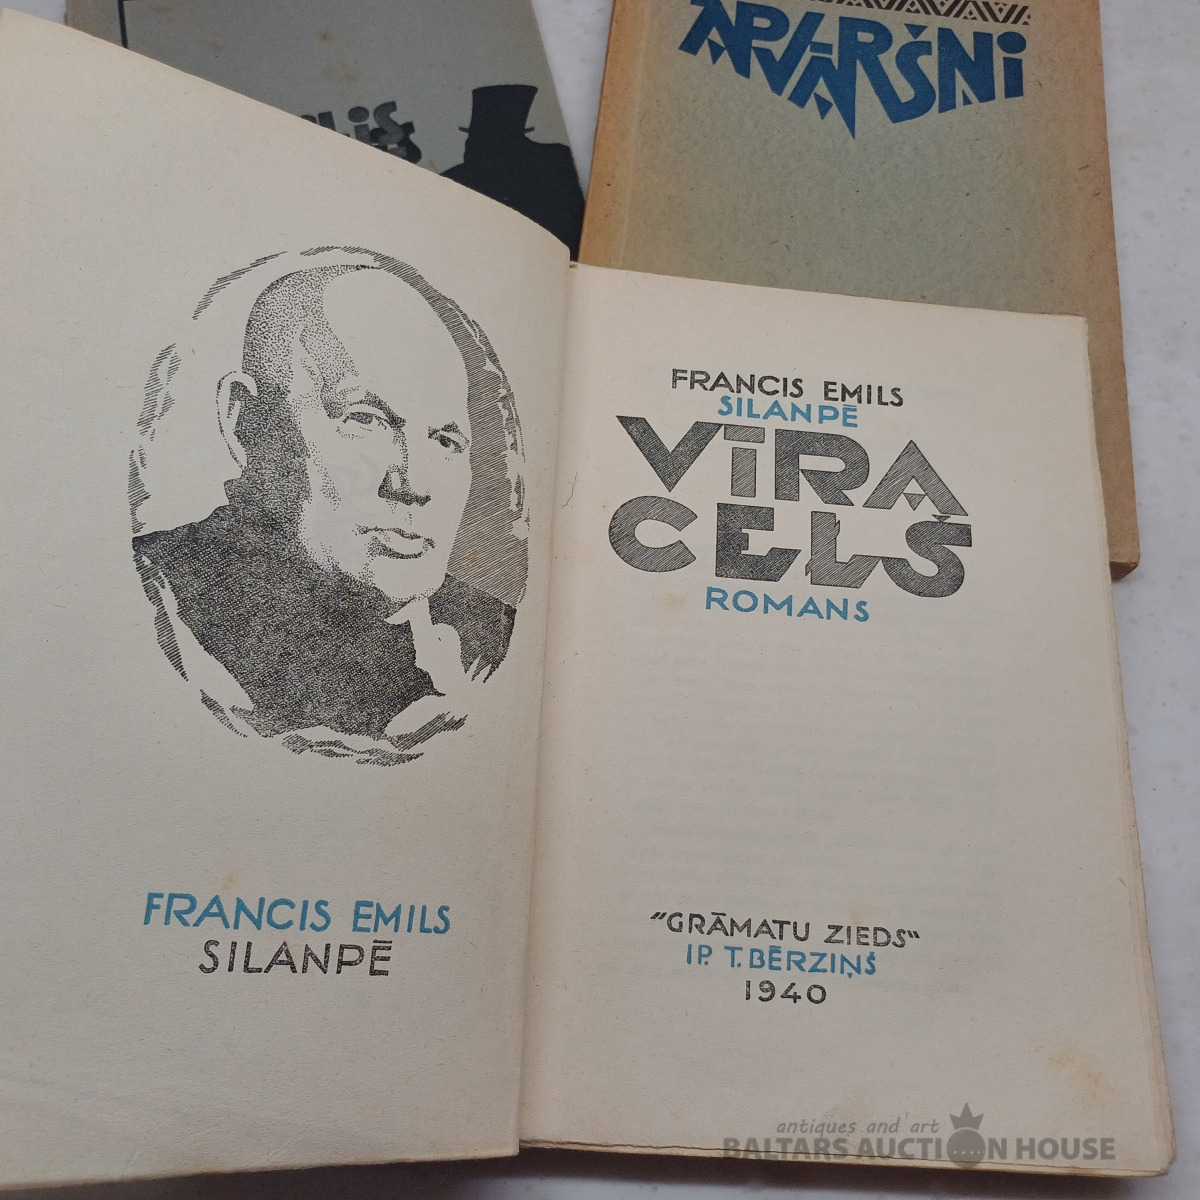 APVĀRŠNI
FRANCIS EMILS
SILANPĒ
VĪRA
CEĻŠ
ROMANS
FRANCIS EMILS
SILANPĒ
"GRĀMATU ZIEDS"
IP. T. BĒRZIŅŠ
1940
antiques and art
BALTARS AUCTION HOUSE